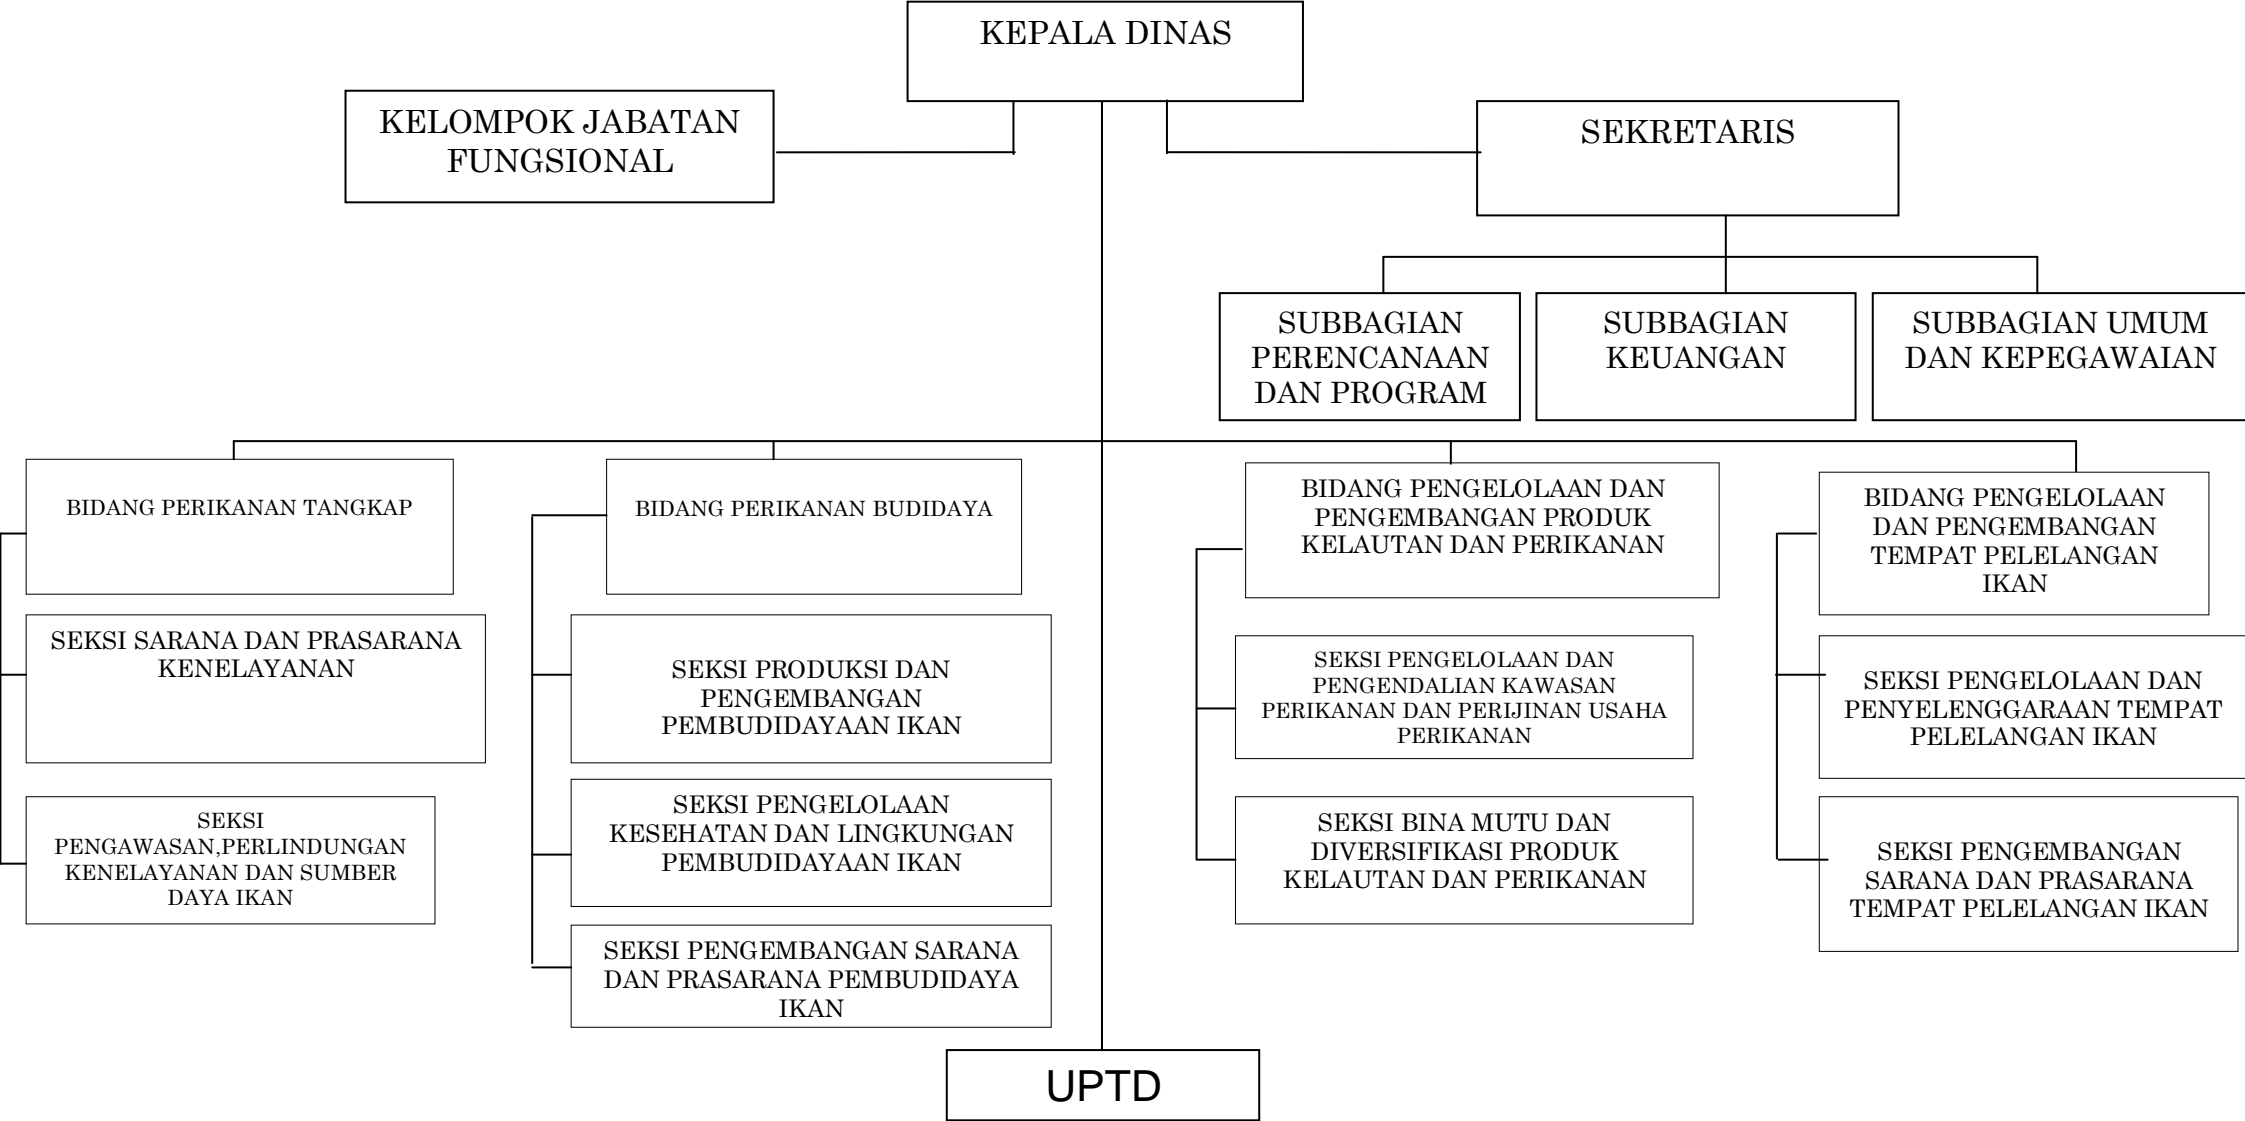 KEPALA DINAS
KELOMPOK JABATAN
FUNGSIONAL
SEKRETARIS
SUBBAGIAN
PERENCANAAN
DAN PROGRAM
SUBBAGIAN
KEUANGAN
SUBBAGIAN UMUM
DAN KEPEGAWAIAN
BIDANG PERIKANAN TANGKAP
SEKSI SARANA DAN PRASARANA
KENELAYANAN
SEKSI
PENGAWASAN,PERLINDUNGAN
KENELAYANAN DAN SUMBER
DAYA IKAN
BIDANG PERIKANAN BUDIDAYA
SEKSI PRODUKSI DAN
PENGEMBANGAN
PEMBUDIDAYAAN IKAN
SEKSI PENGELOLAAN
KESEHATAN DAN LINGKUNGAN
PEMBUDIDAYAAN IKAN
SEKSI PENGEMBANGAN SARANA
DAN PRASARANA PEMBUDIDAYA
IKAN
BIDANG PENGELOLAAN DAN
PENGEMBANGAN PRODUK
KELAUTAN DAN PERIKANAN
SEKSI PENGELOLAAN DAN
PENGENDALIAN KAWASAN
PERIKANAN DAN PERIJINAN USAHA
PERIKANAN
SEKSI BINA MUTU DAN
DIVERSIFIKASI PRODUK
KELAUTAN DAN PERIKANAN
BIDANG PENGELOLAAN
DAN PENGEMBANGAN
TEMPAT PELELANGAN
IKAN
SEKSI PENGELOLAAN DAN
PENYELENGGARAAN TEMPAT
PELELANGAN IKAN
SEKSI PENGEMBANGAN
SARANA DAN PRASARANA
TEMPAT PELELANGAN IKAN
UPTD